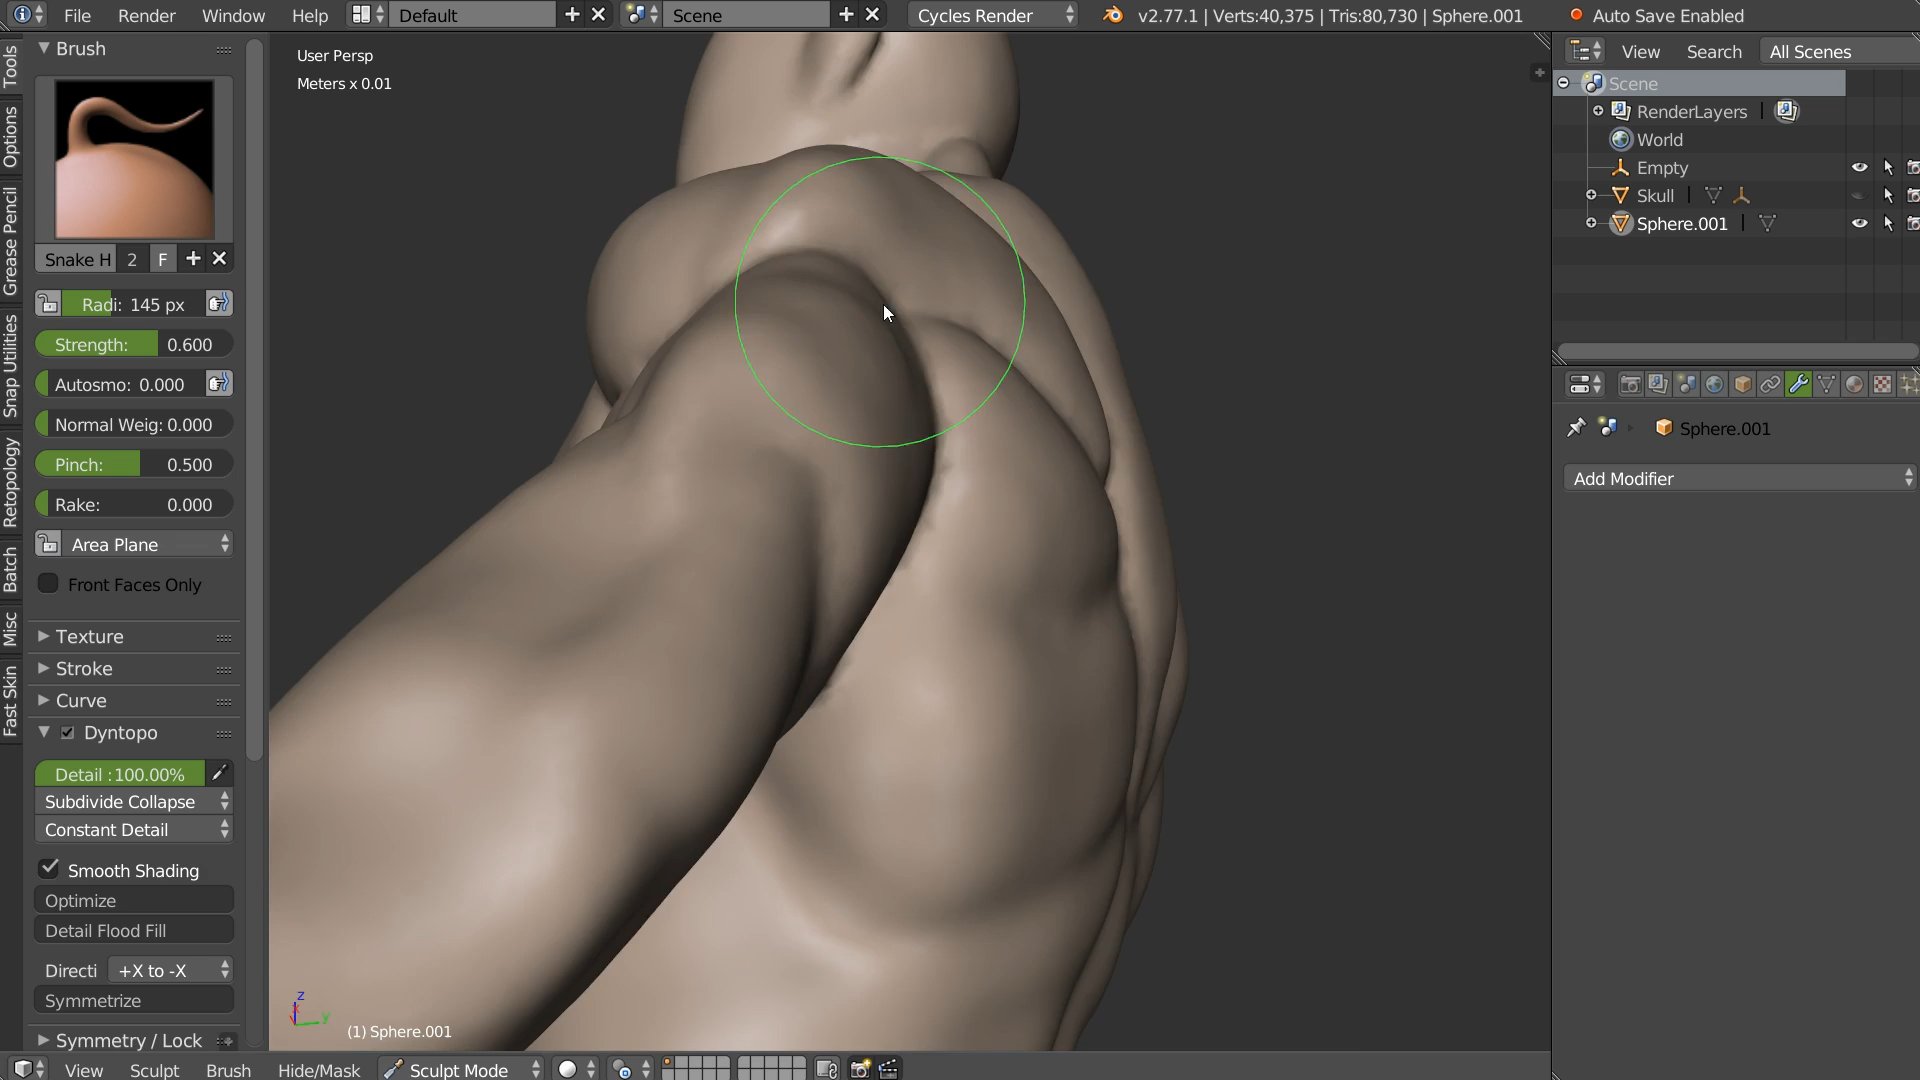 File Render Window Help Default Scene Cycles Render v2.77.1 | Verts:40,375 | Tris:80,730 | Sphere.001 Auto Save Enabled
Tools
Options
Grease Pencil
Snap Utilities
Retopology
Batch
Misc
Fast Skin
Brush
Snake H 2 F
Radi: 145 px
Strength: 0.600
Autosmo: 0.000
Normal Weig: 0.000
Pinch: 0.500
Rake: 0.000
Area Plane
Front Faces Only
Texture
Stroke
Curve
Dyntopo
Detail :100.00%
Subdivide Collapse
Constant Detail
Smooth Shading
Optimize
Detail Flood Fill
Directi +X to -X
Symmetrize
Symmetry / Lock
User Persp
Meters x 0.01
z
x
y
(1) Sphere.001
View Sculpt Brush Hide/Mask Sculpt Mode
View Search All Scenes
Scene
RenderLayers
World
Empty
Skull
Sphere.001
Sphere.001
Add Modifier